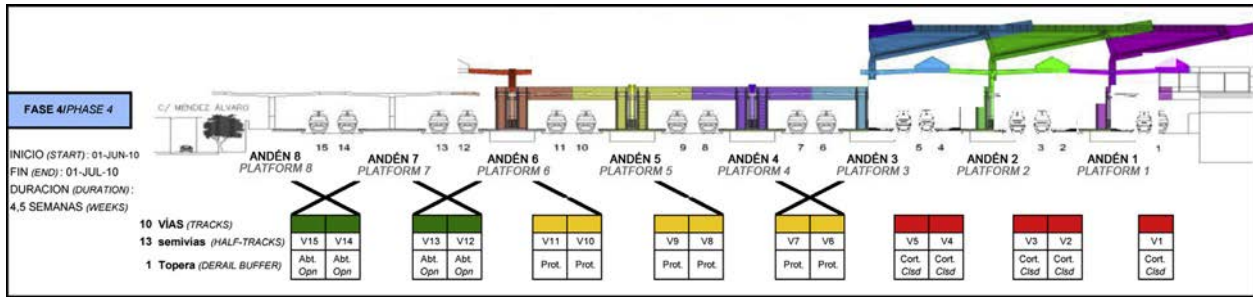 C/ MENDEZ ALVARO
FASE 4/PHASE 4
15 14 13 12 11 10 9 8 7 6 5 4 3 2 1
INICIO (START): 01-JUN-10
FIN (END): 01-JUL-10
DURACION (DURATION):
4,5 SEMANAS (WEEKS)
ANDÉN 8 ANDÉN 7 ANDÉN 6 ANDÉN 5 ANDÉN 4 ANDÉN 3 ANDÉN 2 ANDÉN 1
PLATFORM 8 PLATFORM 7 PLATFORM 6 PLATFORM 5 PLATFORM 4 PLATFORM 3 PLATFORM 2 PLATFORM 1
10 VÍAS (TRACKS)
13 semivias (HALF-TRACKS) V15 V14 V13 V12 V11 V10 V9 V8 V7 V6 V5 V4 V3 V2 V1
1 Topera (DERAIL BUFFER) Abt. Abt. Abt. Abt. Prot. Prot. Prot. Prot. Prot. Prot. Cort. Cort. Cort. Cort. Cort.
Opn Opn Opn Opn Clsd Clsd Clsd Clsd Clsd